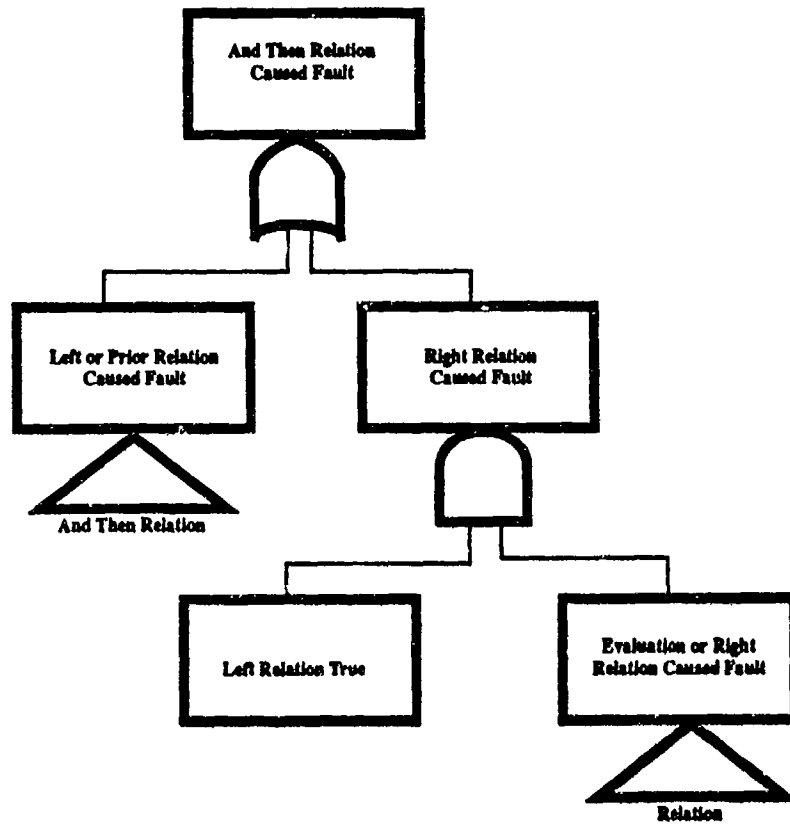 And Then Relation
Caused Fault
Left or Prior Relation
Caused Fault
Right Relation
Caused Fault
And Then Relation
Left Relation True
Evaluation or Right
Relation Caused Fault
Relation